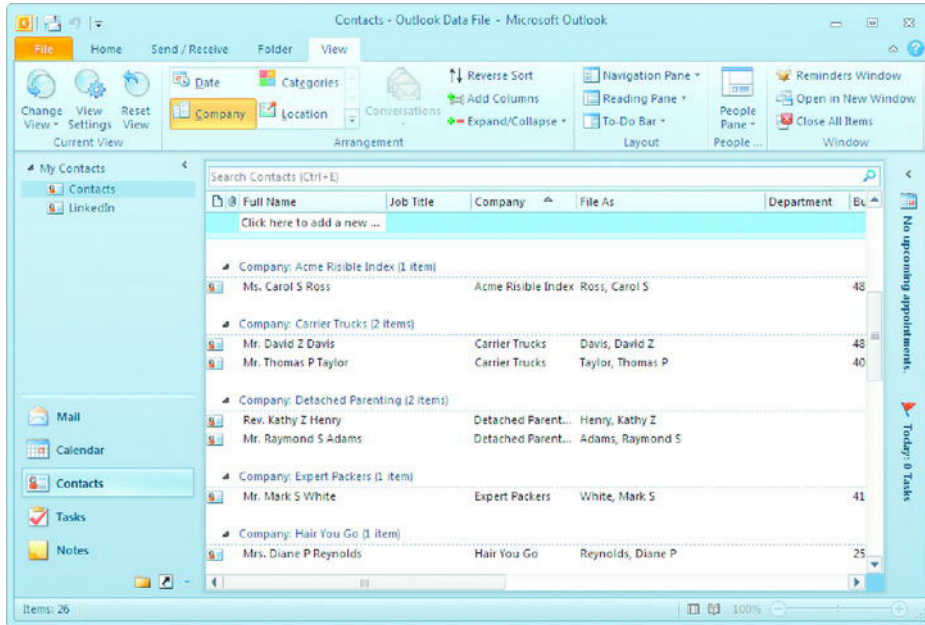 Contacts - Outlook Data File - Microsoft Outlook
File Home Send / Receive Folder View
Change View
View Settings
Reset View
Current View
Date
Categories
Company
Location
Conversations
Reverse Sort
Add Columns
Expand/Collapse
Arrangement
Navigation Pane
Reading Pane
To-Do Bar
Layout
People Pane
People ...
Reminders Window
Open in New Window
Close All Items
Window
My Contacts
Contacts
LinkedIn
Mail
Calendar
Contacts
Tasks
Notes
Search Contacts (Ctrl+E)
Full Name Job Title Company File As Department Bu
Click here to add a new ...
Company: Acme Risible Index (1 item)
Ms. Carol S Ross Acme Risible Index Ross, Carol S 48
Company: Carrier Trucks (2 items)
Mr. David Z Davis Carrier Trucks Davis, David Z 48
Mr. Thomas P Taylor Carrier Trucks Taylor, Thomas P 40
Company: Detached Parenting (2 items)
Rev. Kathy Z Henry Detached Parent... Henry, Kathy Z
Mr. Raymond S Adams Detached Parent... Adams, Raymond S
Company: Expert Packers (1 item)
Mr. Mark S White Expert Packers White, Mark S 41
Company: Hair You Go (1 item)
Mrs. Diane P Reynolds Hair You Go Reynolds, Diane P 25
No upcoming appointments.
Today: 0 Tasks
Items: 26
100%